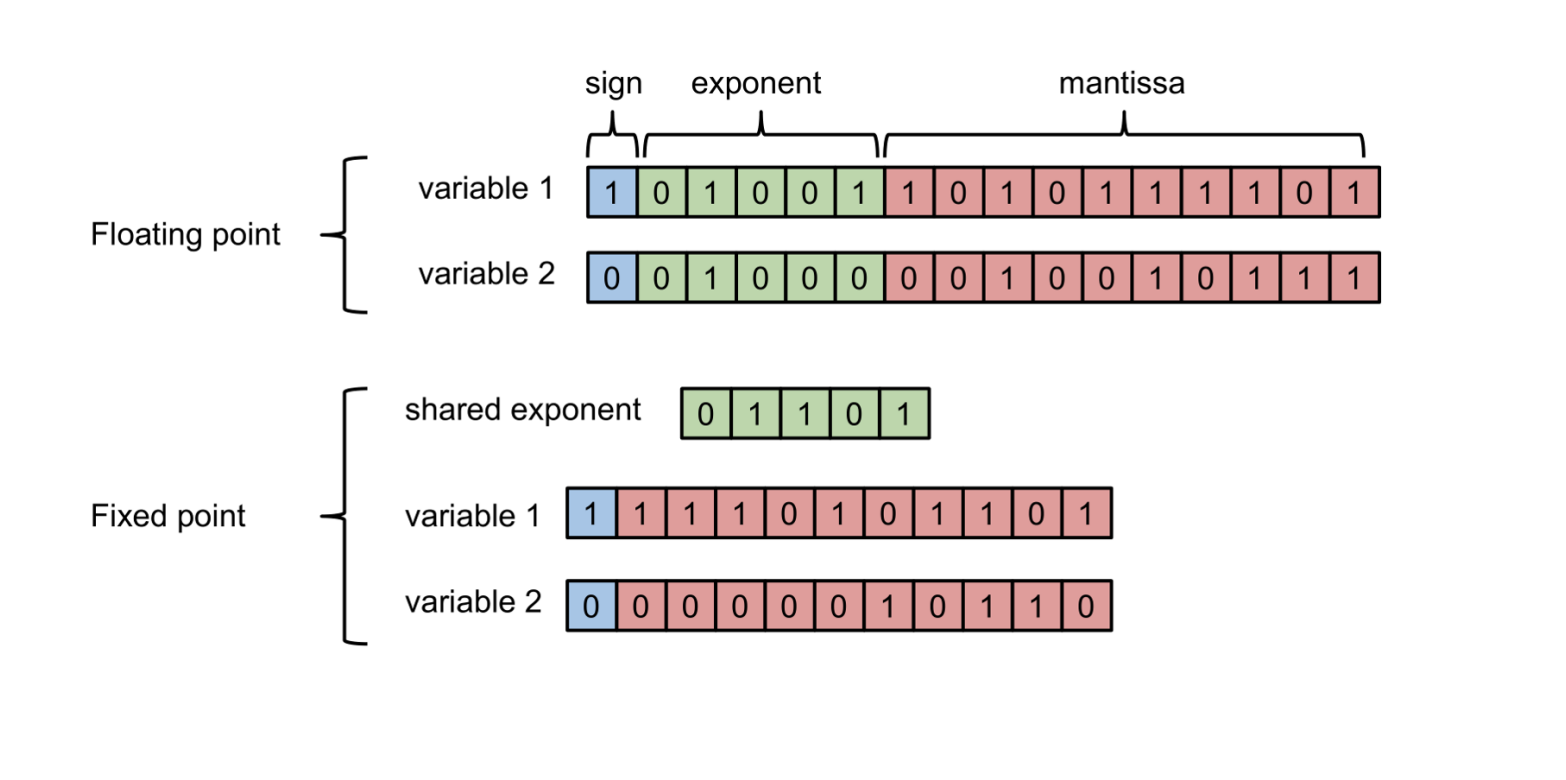 sign exponent mantissa
variable 1 1 0 1 0 0 1 1 0 1 0 1 1 1 1 0 1
Floating point
variable 2 0 0 1 0 0 0 0 0 1 0 0 1 0 1 1 1
shared exponent 0 1 1 0 1
Fixed point
variable 1 1 1 1 1 0 1 0 1 1 0 1
variable 2 0 0 0 0 0 0 1 0 1 1 0